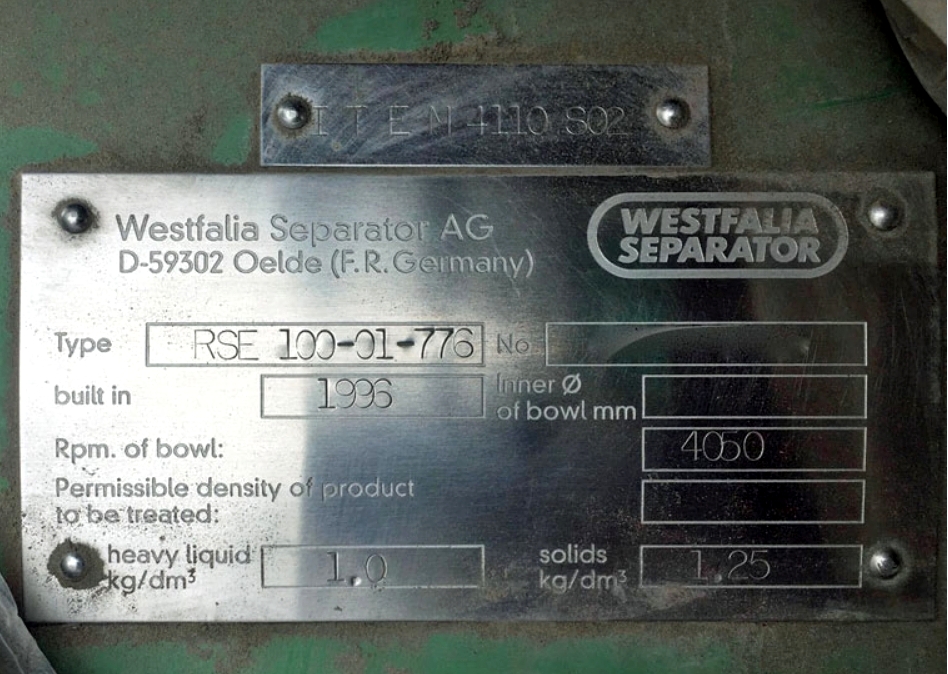 ITEM 4110 S02
Westfalia Separator AG
D-59302 Oelde (F.R.Germany)
WESTFALIA
SEPARATOR
Type RSE 100-01-776 No
built in 1996 Inner Ø
of bowl mm
Rpm. of bowl: 4050
Permissible density of product
to be treated:
heavy liquid 1.0 solids 1.25
kg/dm³ kg/dm³